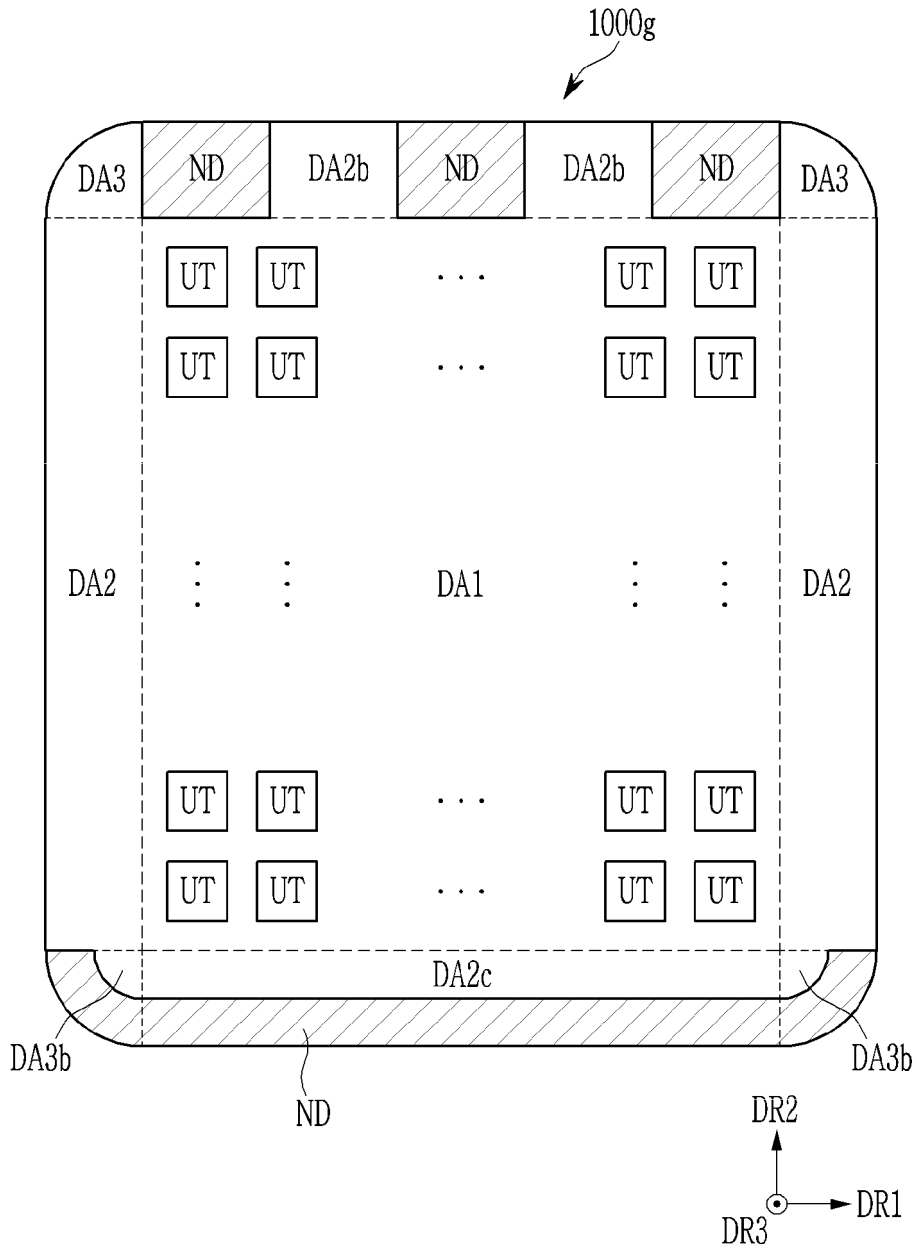 1000g
DA3 ND DA2b ND DA2b ND DA3
UT UT ... UT UT
UT UT ... UT UT
DA2 DA1 DA2
UT UT ... UT UT
UT UT ... UT UT
DA2c
DA3b DA3b
ND
DR2
DR1
DR3